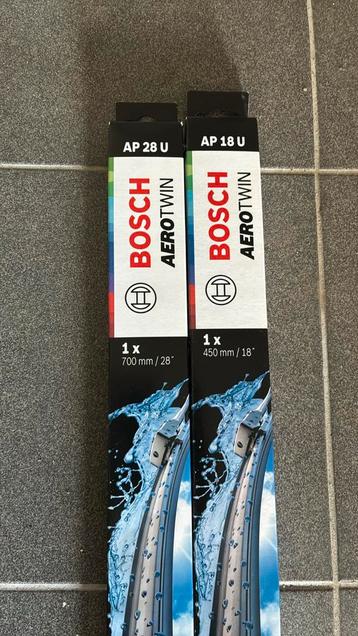 AP 28 U
BOSCH
AEROTWIN
1 x
700 mm / 28"
AP 18 U
BOSCH
AEROTWIN
1 x
450 mm / 18"